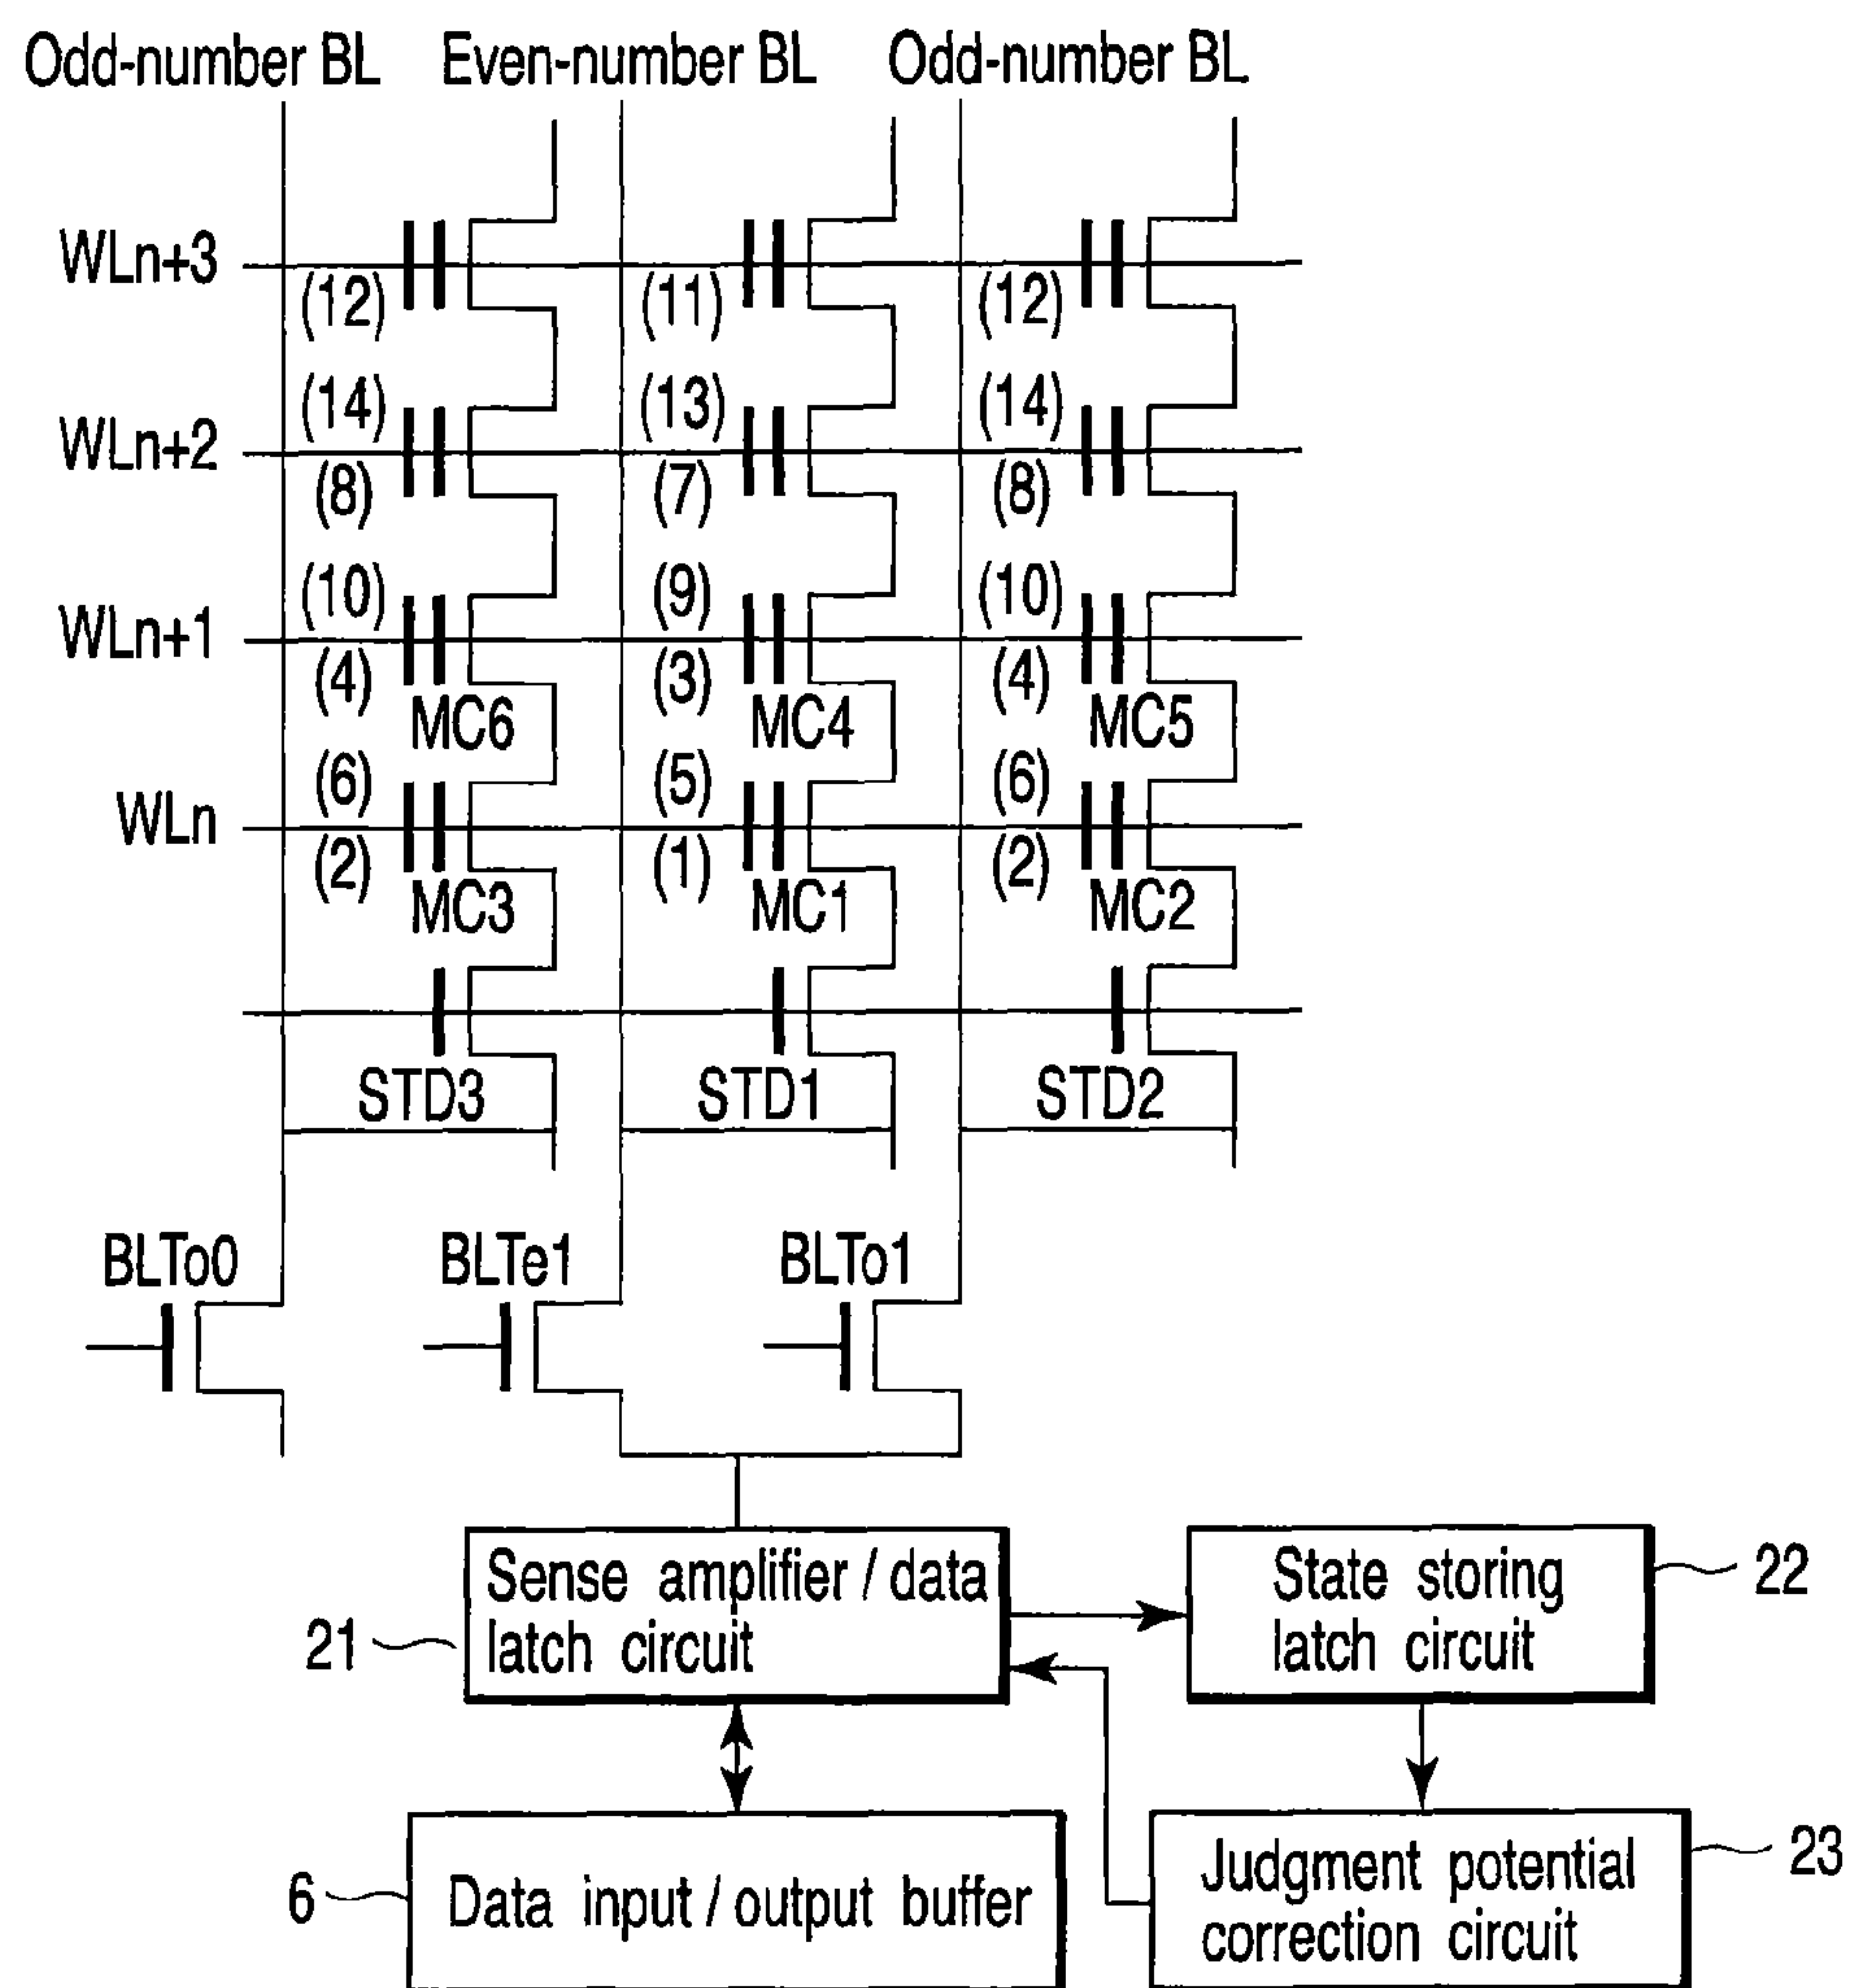 Odd-number BL Even-number BL Odd-number BL
WLn+3
(12) (11) (12)
(14) (13) (14)
WLn+2
(8) (7) (8)
(10) (9) (10)
WLn+1
(4) (3) (4)
MC6 MC4 MC5
(6) (5) (6)
WLn
(2) (1) (2)
MC3 MC1 MC2
STD3 STD1 STD2
BLTo0 BLTe1 BLTo1
Sense amplifier / data
latch circuit
21
State storing
latch circuit
22
6
Data input / output buffer
Judgment potential
correction circuit
23